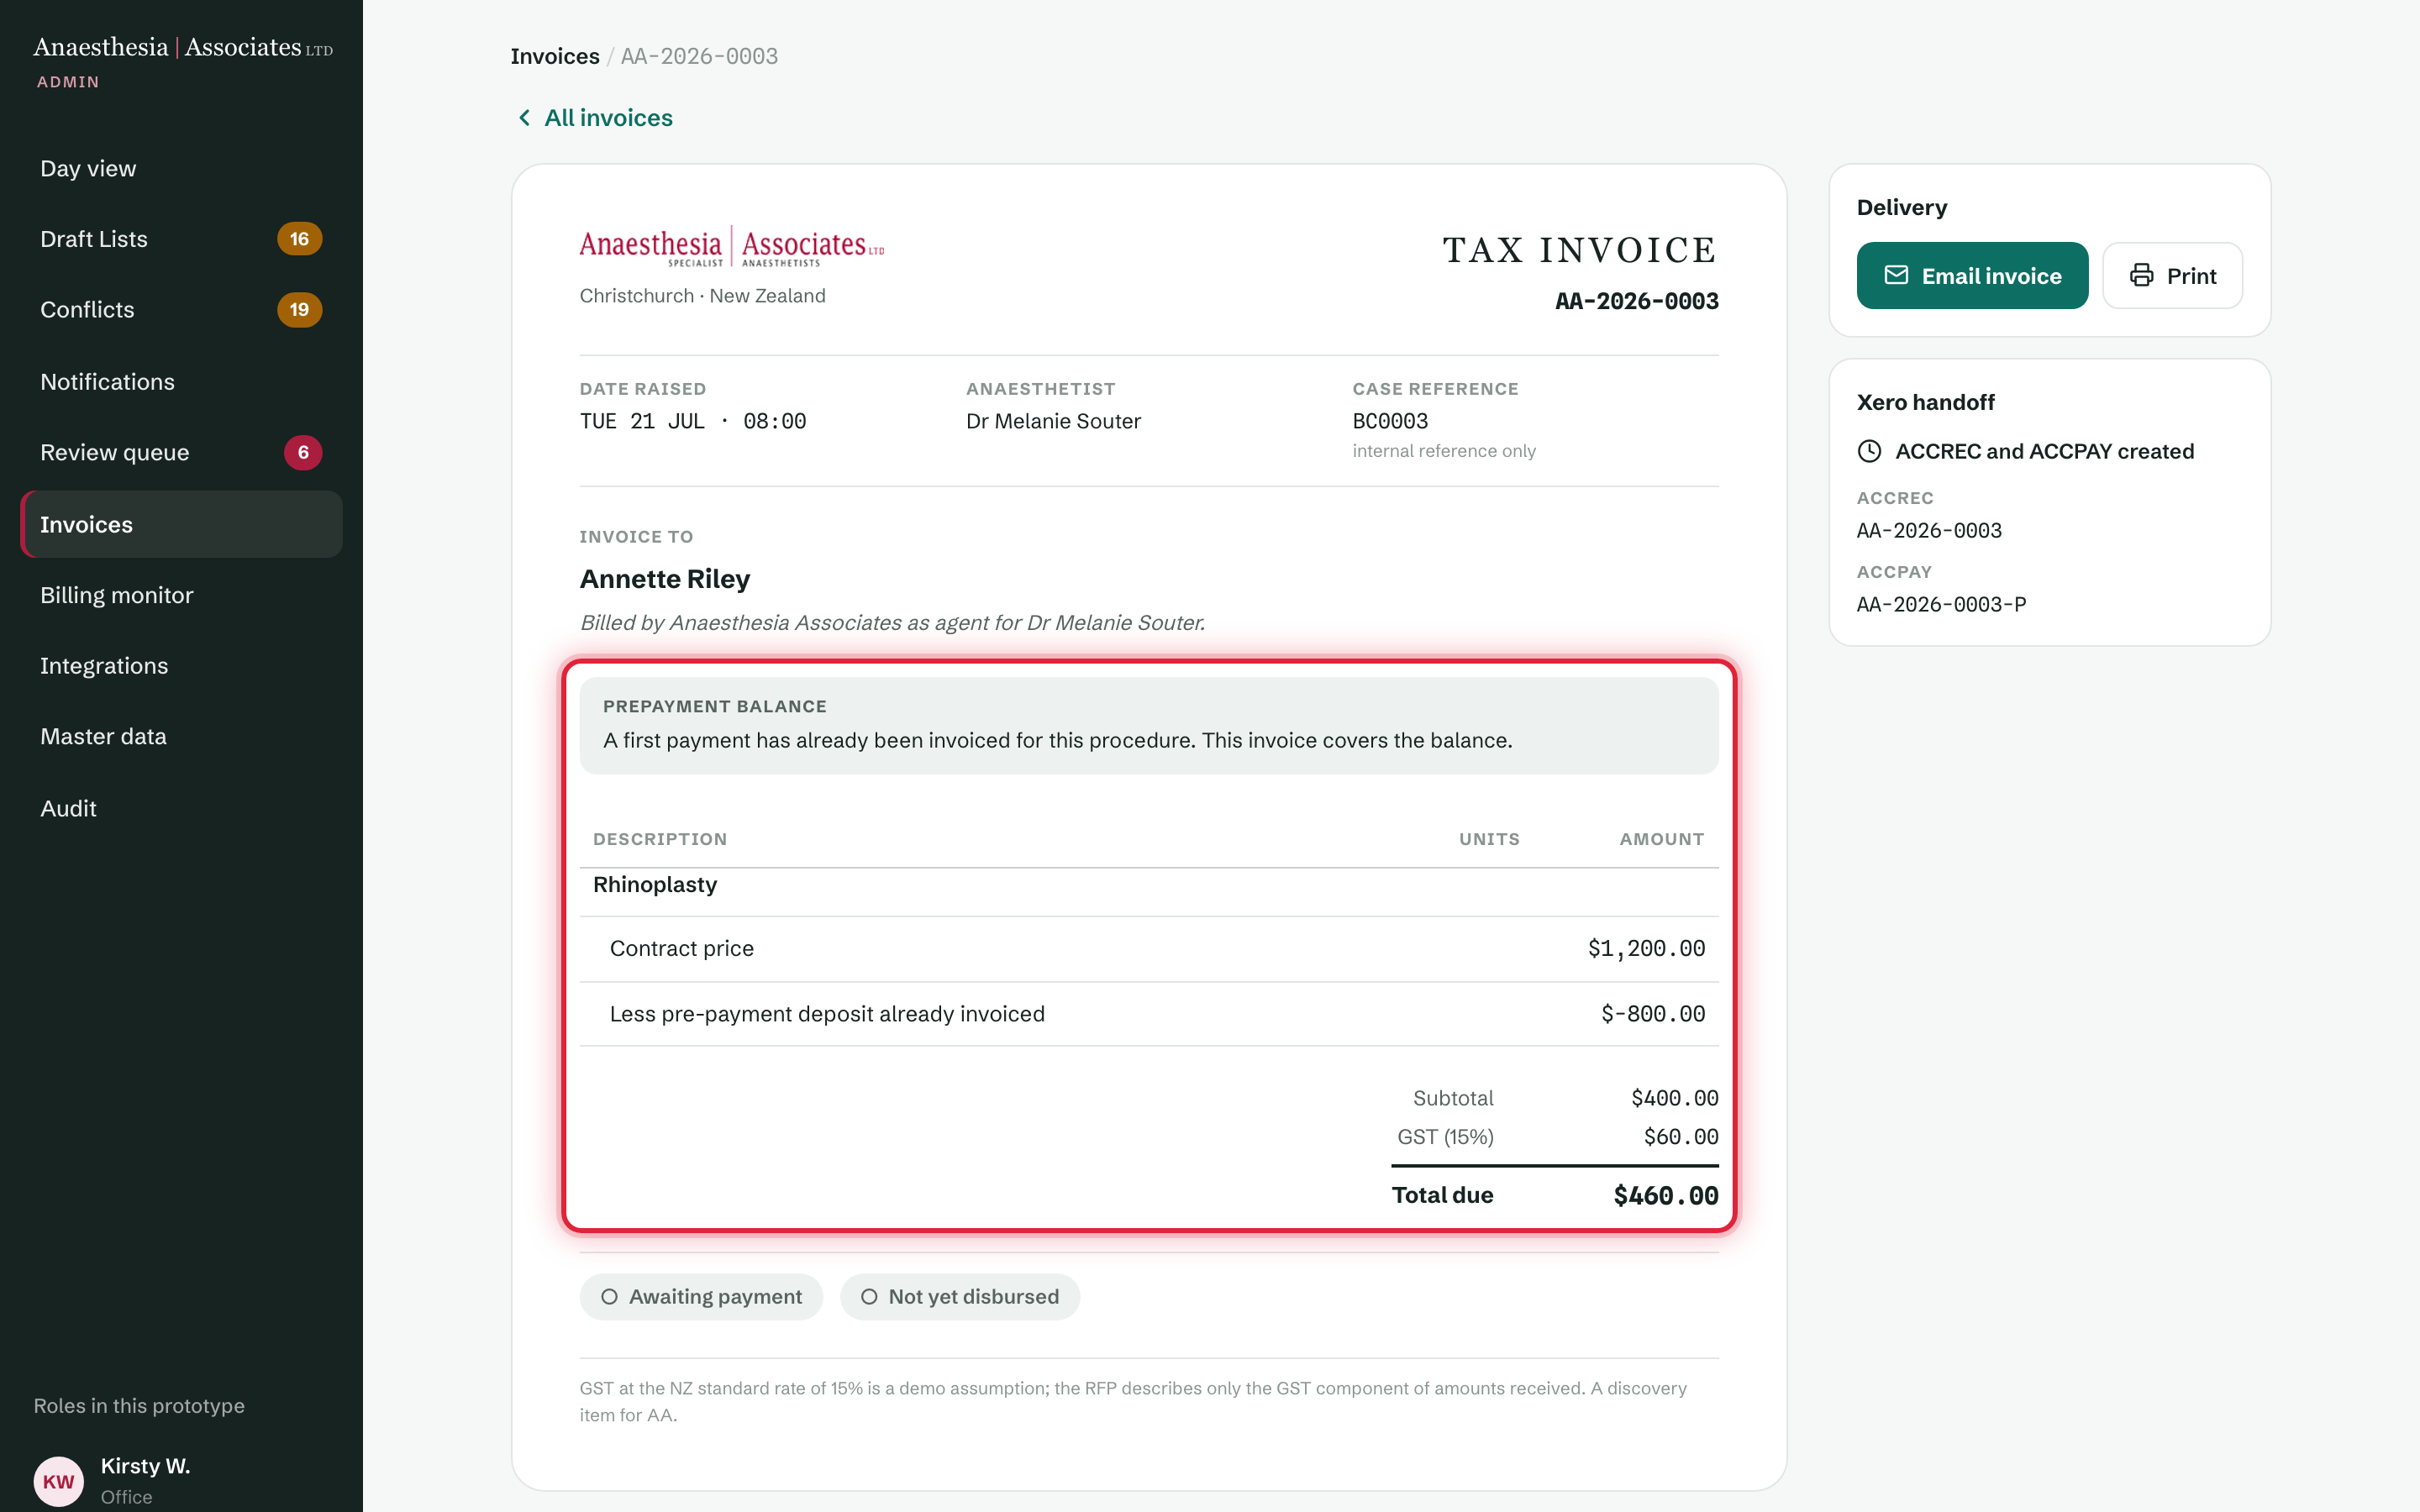 Anaesthesia | Associates LTD
ADMIN
Day view
Draft Lists 16
Conflicts 19
Notifications
Review queue 6
Invoices
Billing monitor
Integrations
Master data
Audit
Roles in this prototype
KW Kirsty W.
Office
Invoices / AA-2026-0003
All invoices
Anaesthesia | Associates LTD
SPECIALIST ANAESTHETISTS
Christchurch · New Zealand
TAX INVOICE
AA-2026-0003
DATE RAISED
TUE 21 JUL · 08:00
ANAESTHETIST
Dr Melanie Souter
CASE REFERENCE
BC0003
internal reference only
INVOICE TO
Annette Riley
Billed by Anaesthesia Associates as agent for Dr Melanie Souter.
PREPAYMENT BALANCE
A first payment has already been invoiced for this procedure. This invoice covers the balance.
DESCRIPTION UNITS AMOUNT
Rhinoplasty
Contract price $1,200.00
Less pre-payment deposit already invoiced $-800.00
Subtotal $400.00
GST (15%) $60.00
Total due $460.00
Awaiting payment Not yet disbursed
GST at the NZ standard rate of 15% is a demo assumption; the RFP describes only the GST component of amounts received. A discovery
item for AA.
Delivery
Email invoice Print
Xero handoff
ACCREC and ACCPAY created
ACCREC
AA-2026-0003
ACCPAY
AA-2026-0003-P